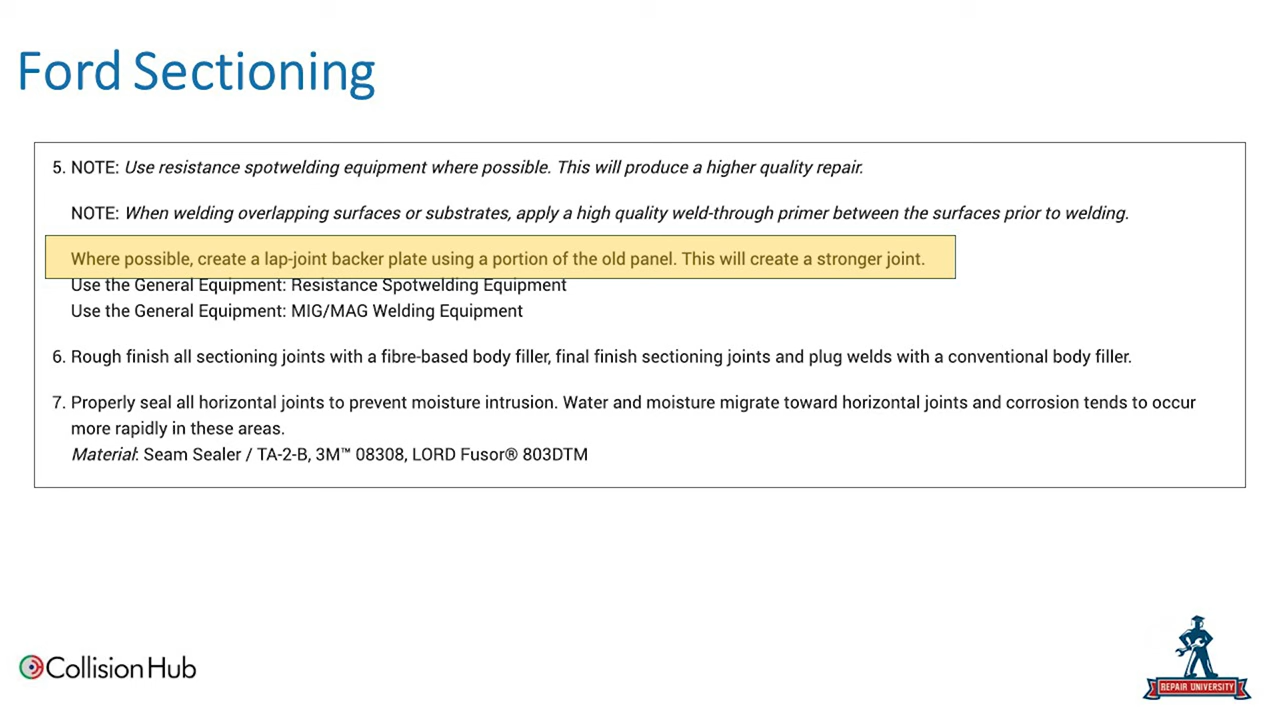 Ford Sectioning
5. NOTE: Use resistance spotwelding equipment where possible. This will produce a higher quality repair.
NOTE: When welding overlapping surfaces or substrates, apply a high quality weld-through primer between the surfaces prior to welding.
Where possible, create a lap-joint backer plate using a portion of the old panel. This will create a stronger joint.
Use the General Equipment: Resistance Spotwelding Equipment
Use the General Equipment: MIG/MAG Welding Equipment
6. Rough finish all sectioning joints with a fibre-based body filler, final finish sectioning joints and plug welds with a conventional body filler.
7. Properly seal all horizontal joints to prevent moisture intrusion. Water and moisture migrate toward horizontal joints and corrosion tends to occur
more rapidly in these areas.
Material: Seam Sealer / TA-2-B, 3M™ 08308, LORD Fusor® 803DTM
Collision Hub
REPAIR UNIVERSITY